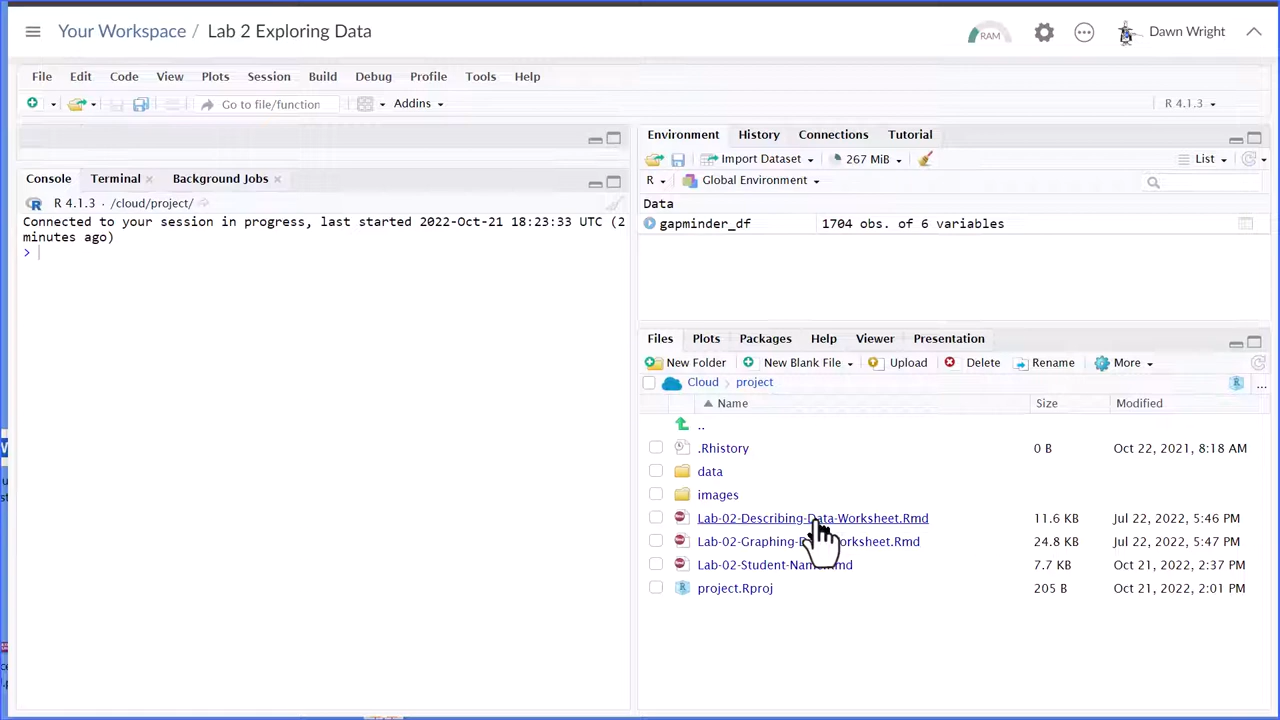 Your Workspace / Lab 2 Exploring Data
RAM
Dawn Wright
File Edit Code View Plots Session Build Debug Profile Tools Help
Go to file/function
Addins
R 4.1.3
Console Terminal Background Jobs
R 4.1.3 · /cloud/project/
Connected to your session in progress, last started 2022-Oct-21 18:23:33 UTC (2
minutes ago)
>
Environment History Connections Tutorial
Import Dataset 267 MiB List
R Global Environment
Data
gapminder_df 1704 obs. of 6 variables
Files Plots Packages Help Viewer Presentation
New Folder New Blank File Upload Delete Rename More
Cloud > project ...
Name Size Modified
..
.Rhistory 0 B Oct 22, 2021, 8:18 AM
data
images
Lab-02-Describing-Data-Worksheet.Rmd 11.6 KB Jul 22, 2022, 5:46 PM
Lab-02-Graphing-D orksheet.Rmd 24.8 KB Jul 22, 2022, 5:47 PM
Lab-02-Student-Nam md 7.7 KB Oct 21, 2022, 2:37 PM
project.Rproj 205 B Oct 21, 2022, 2:01 PM